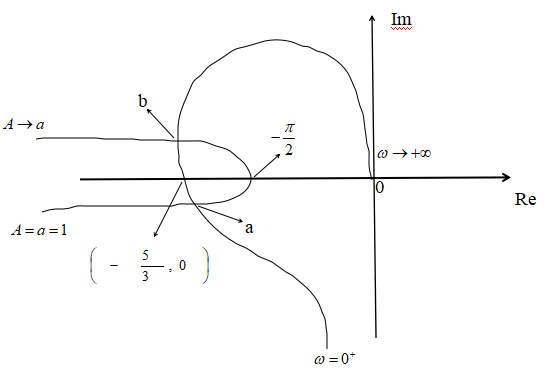 Im
b
A → a
− π/2
ω → +∞
0
Re
a
A = a = 1
( − 5/3 , 0 )
ω = 0⁺